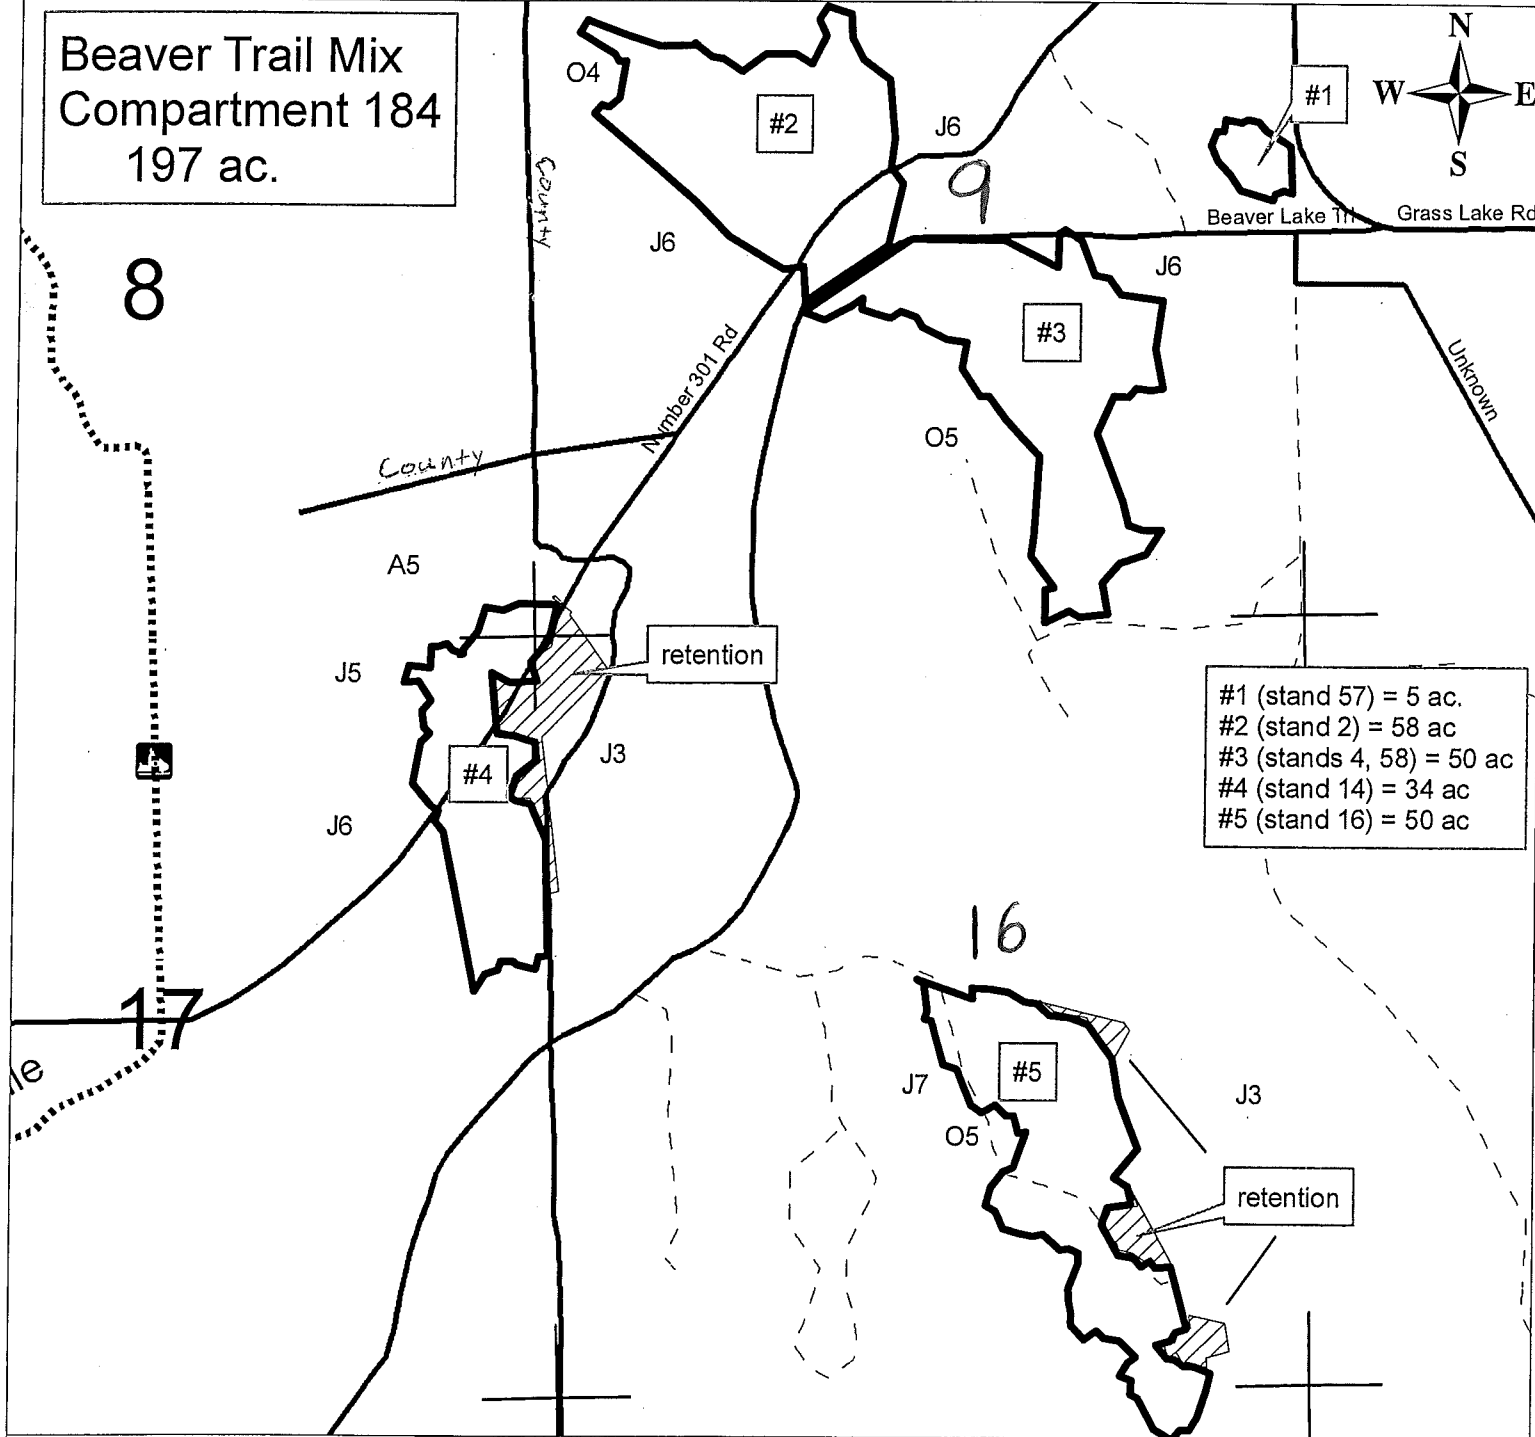 Beaver Trail Mix
Compartment 184
197 ac.
N
W E
S
#1
O4
#2
J6
9
County
Beaver Lake Trl
Grass Lake Rd
J6
J6
8
#3
Number 301 Rd
Unknown
O5
County
A5
retention
J5
J3
#4
J6
#1 (stand 57) = 5 ac.
#2 (stand 2) = 58 ac
#3 (stands 4, 58) = 50 ac
#4 (stand 14) = 34 ac
#5 (stand 16) = 50 ac
16
17
le
#5
J7
J3
O5
retention